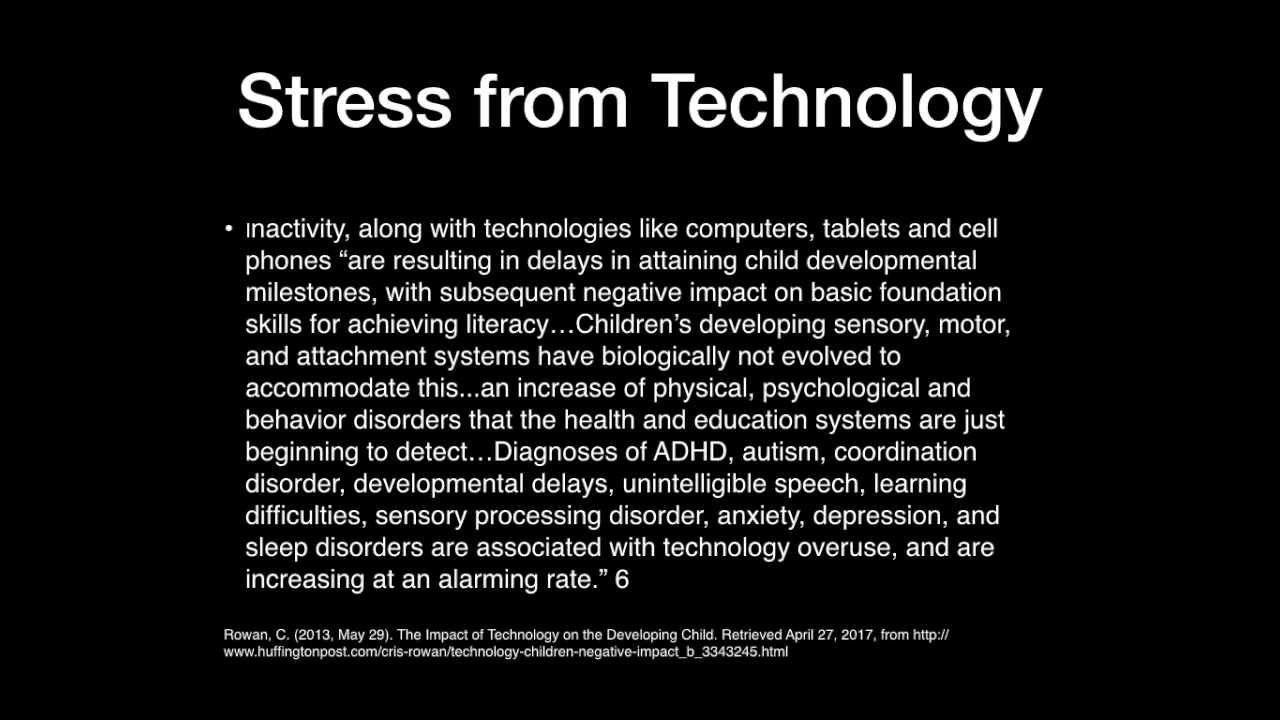 Stress from Technology
• Inactivity, along with technologies like computers, tablets and cell
phones “are resulting in delays in attaining child developmental
milestones, with subsequent negative impact on basic foundation
skills for achieving literacy…Children’s developing sensory, motor,
and attachment systems have biologically not evolved to
accommodate this...an increase of physical, psychological and
behavior disorders that the health and education systems are just
beginning to detect…Diagnoses of ADHD, autism, coordination
disorder, developmental delays, unintelligible speech, learning
difficulties, sensory processing disorder, anxiety, depression, and
sleep disorders are associated with technology overuse, and are
increasing at an alarming rate.” 6
Rowan, C. (2013, May 29). The Impact of Technology on the Developing Child. Retrieved April 27, 2017, from http://
www.huffingtonpost.com/cris-rowan/technology-children-negative-impact_b_3343245.html